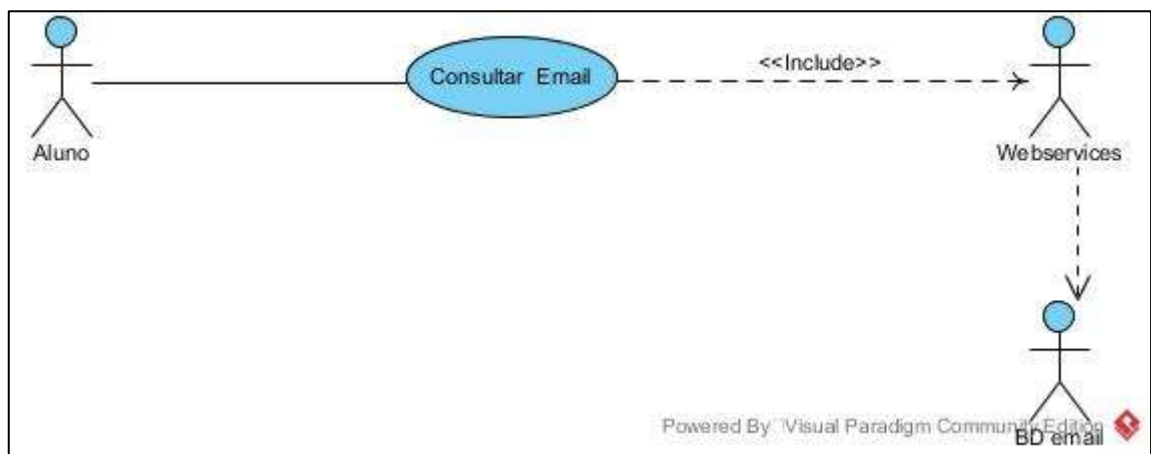 <<Include>>
Consultar Email
Aluno
Webservices
Powered By Visual Paradigm Community Edition
BD email